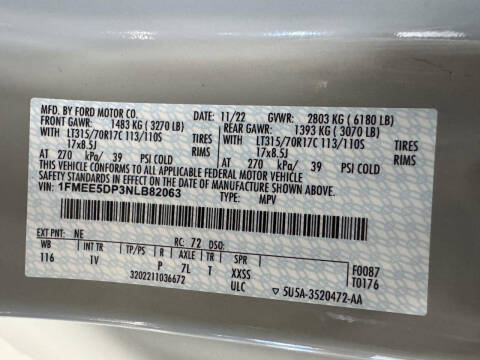 MFD. BY FORD MOTOR CO. DATE: 11/22 GVWR: 2803 KG (6180 LB)
FRONT GAWR: 1483 KG (3270 LB) REAR GAWR: 1393 KG (3070 LB)
WITH LT315/70R17C 113/110S TIRES WITH LT315/70R17C 113/110S TIRES
17x8.5J RIMS 17x8.5J RIMS
AT 270 kPa/ 39 PSI COLD AT 270 kPa/ 39 PSI COLD
THIS VEHICLE CONFORMS TO ALL APPLICABLE FEDERAL MOTOR VEHICLE
SAFETY STANDARDS IN EFFECT ON THE DATE OF MANUFACTURE SHOWN ABOVE.
VIN: 1FMEE5DP3NLB82063 TYPE: MPV
EXT PNT: NE RC: 72 DSO:
WB INT TR TP/PS R AXLE TR SPR
116 IV P 7L T XXSS F0087
3202211036672 ULC 5U5A-3520472-AA T0176